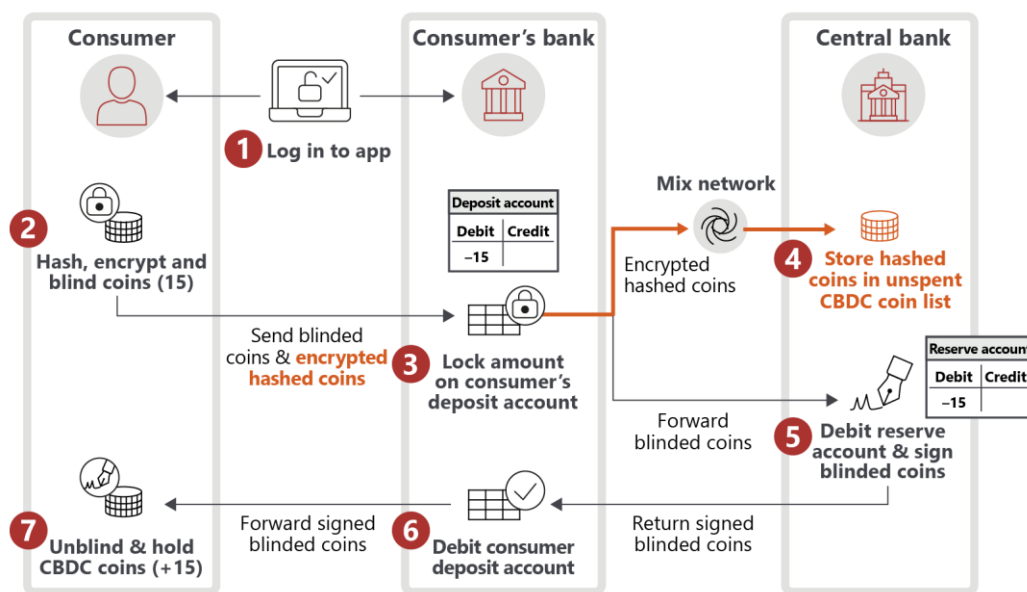 Consumer
Consumer's bank
Central bank
1
Log in to app
2
Hash, encrypt and
blind coins (15)
Send blinded
coins & encrypted
hashed coins
Deposit account
Debit
Credit
–15
3
Lock amount
on consumer's
deposit account
Mix network
Encrypted
hashed coins
4
Store hashed
coins in unspent
CBDC coin list
Forward
blinded coins
Reserve account
Debit
Credit
–15
5
Debit reserve
account & sign
blinded coins
Return signed
blinded coins
6
Debit consumer
deposit account
Forward signed
blinded coins
7
Unblind & hold
CBDC coins (+15)